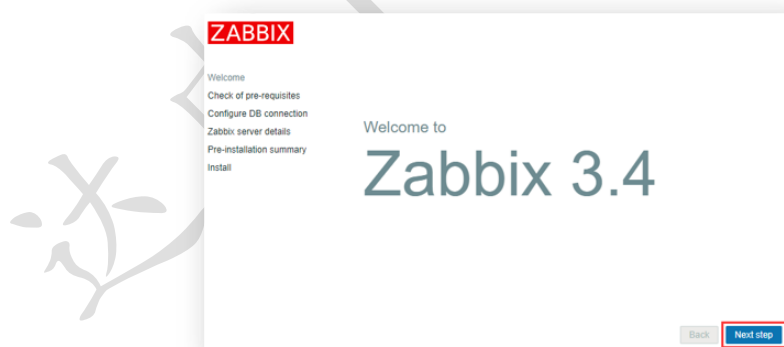 ZABBIX
Welcome
Check of pre-requisites
Configure DB connection
Zabbix server details
Pre-installation summary
Install
Welcome to
Zabbix 3.4
Back
Next step